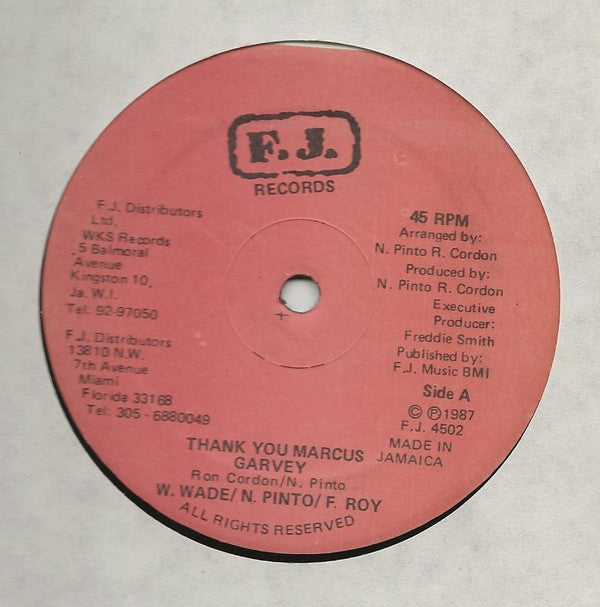 F.J.
RECORDS
F.J. Distributors
Ltd.
WKS Records
5 Balmoral
Avenue
Kingston 10,
Ja. W.I.
Tel: 92-97050
F.J. Distributors
13810 N.W.
7th Avenue
Miami
Florida 33168
Tel: 305 - 6880049
45 RPM
Arranged by:
N. Pinto R. Cordon
Produced by:
N. Pinto R. Cordon
Executive
Producer:
Freddie Smith
Published by:
F.J. Music BMI
Side A
© ℗ 1987
F.J. 4502
MADE IN
JAMAICA
THANK YOU MARCUS
GARVEY
Ron Cordon/N. Pinto
W. WADE/ N. PINTO/ F. ROY
ALL RIGHTS RESERVED